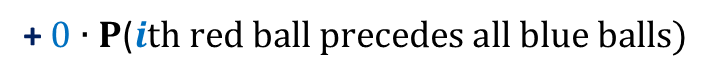 + 0 · P(ith red ball precedes all blue balls)